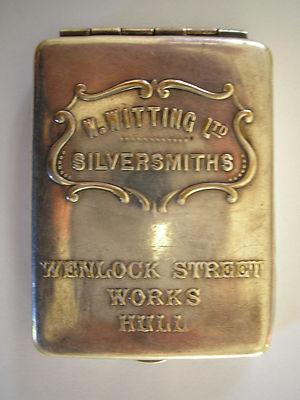 W. WITTING LTD
SILVERSMITHS
WENLOCK STREET
WORKS
HULL